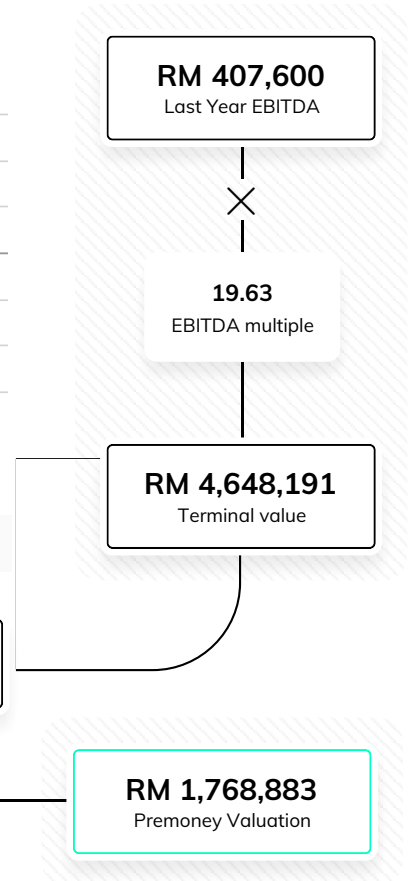 RM 407,600
Last Year EBITDA
19.63
EBITDA multiple
RM 4,648,191
Terminal value
RM 1,768,883
Premoney Valuation